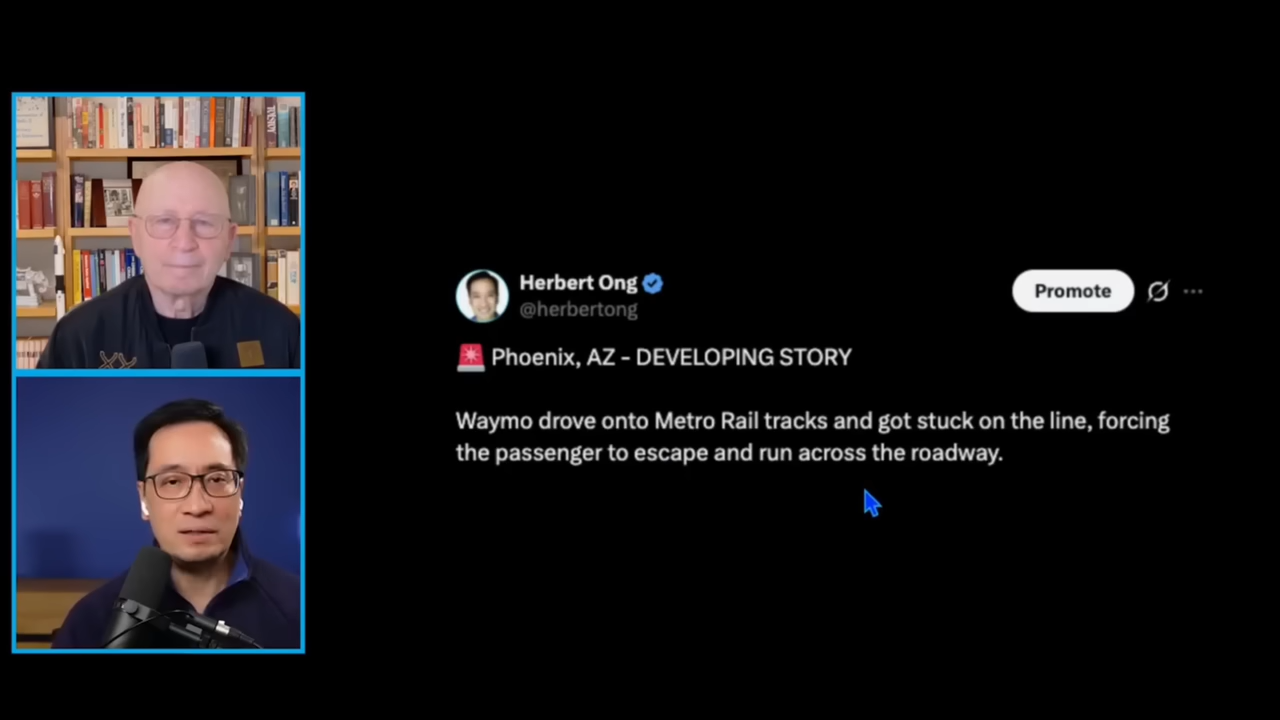 Herbert Ong
@herbertong
Promote
🚨 Phoenix, AZ - DEVELOPING STORY
Waymo drove onto Metro Rail tracks and got stuck on the line, forcing
the passenger to escape and run across the roadway.